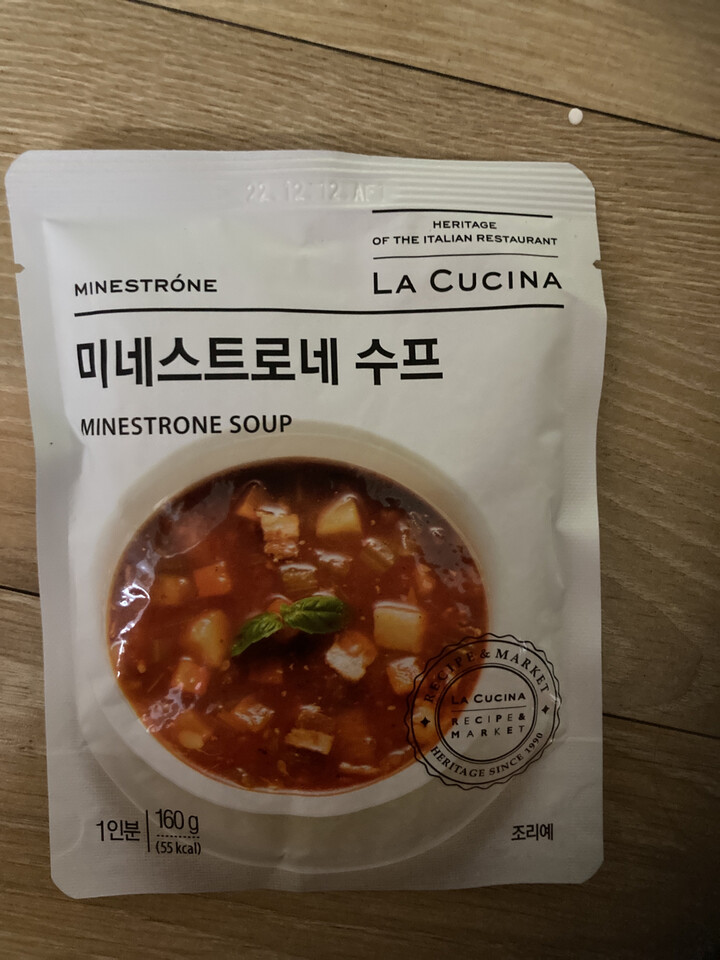 22.12.12.AF1
HERITAGE
OF THE ITALIAN RESTAURANT
MINESTRÓNE
LA CUCINA
미네스트로네 수프
MINESTRONE SOUP
RECIPE & MARKET
LA CUCINA
RECIPE&
MARKET
HERITAGE SINCE 1990
1인분
160 g
(55 kcal)
조리예